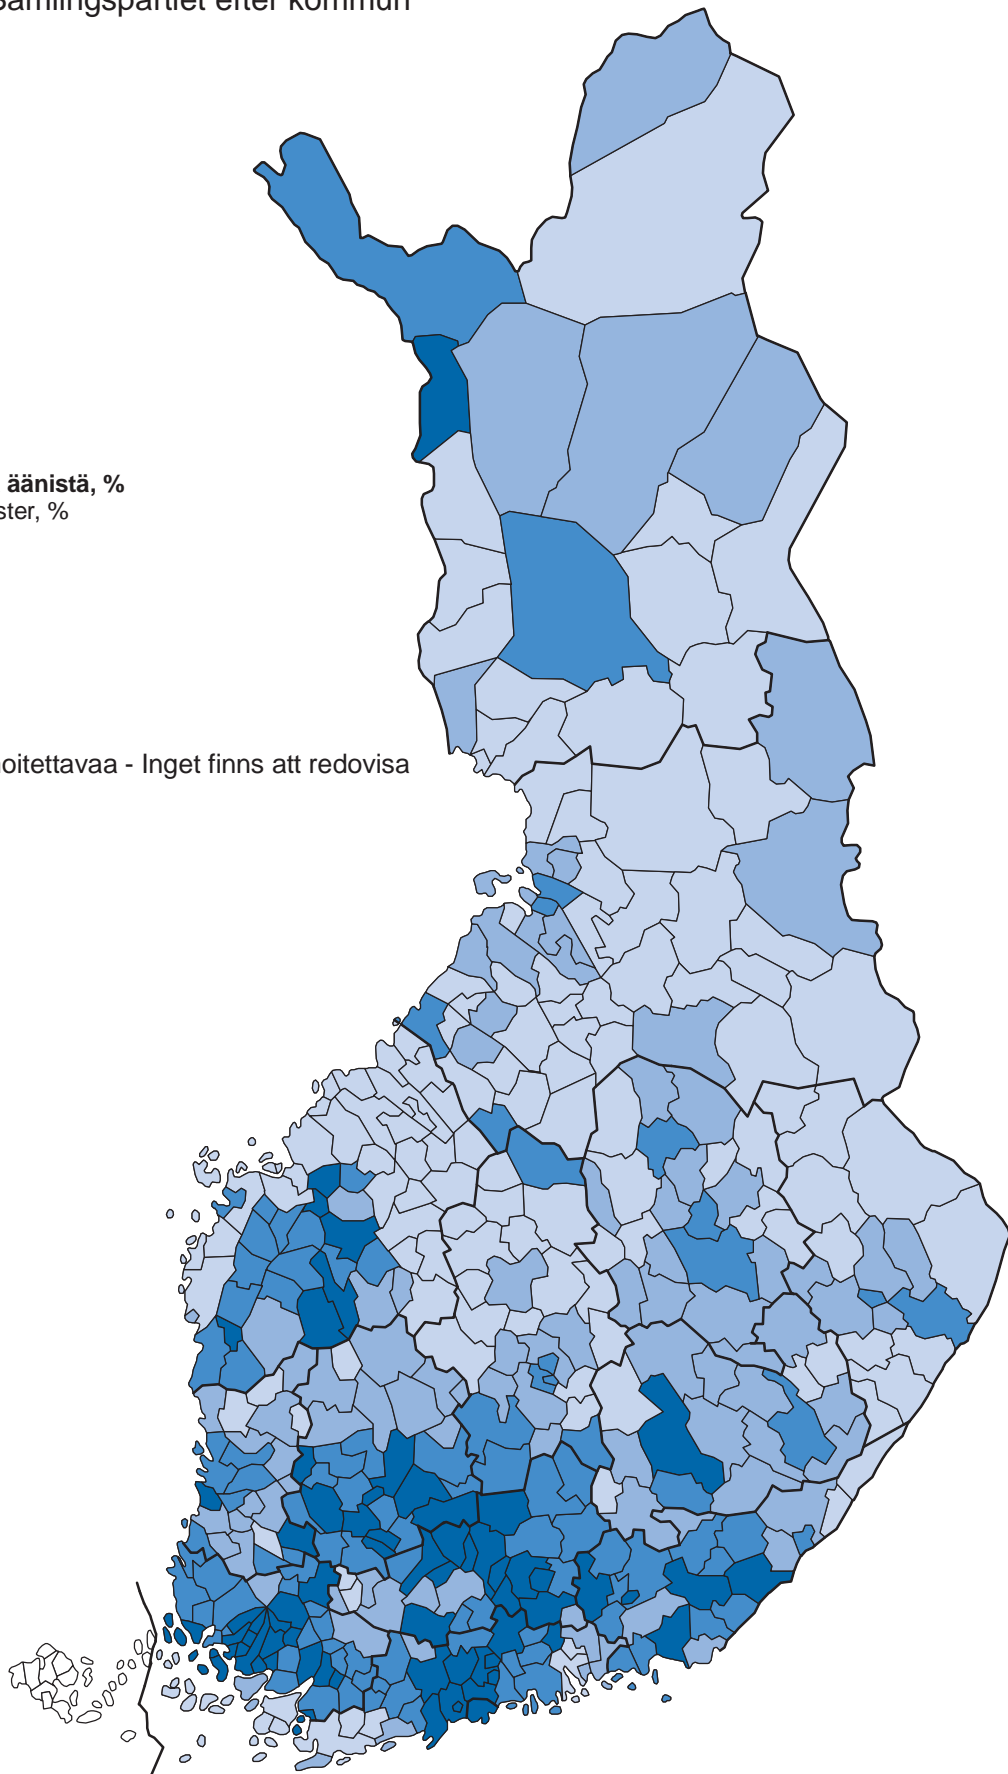 Samlingspartiet efter kommun
äänistä, %
ster, %
oitettavaa - Inget finns att redovisa